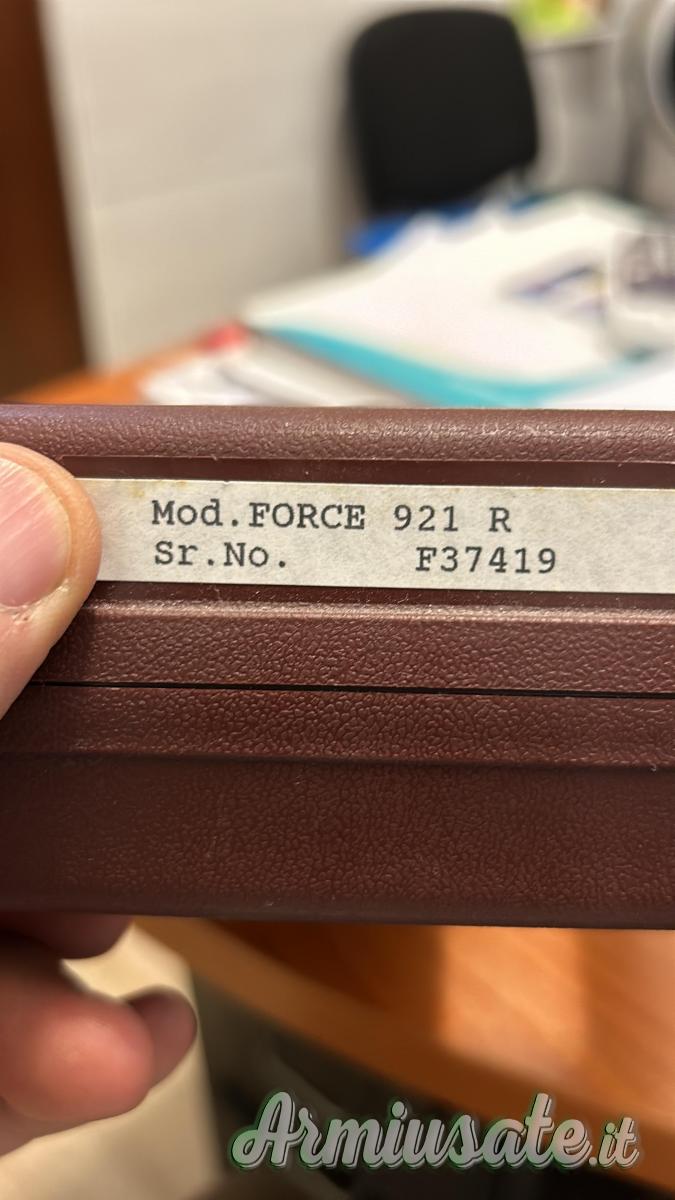 Mod.FORCE 921 R
Sr.No. F37419
Armiusate.it